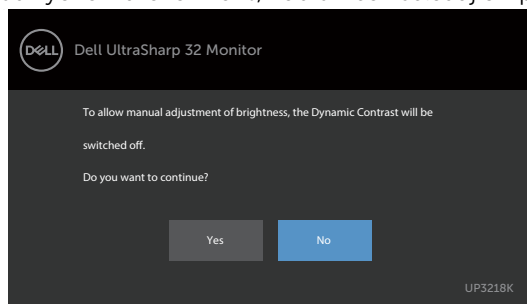 DELL Dell UltraSharp 32 Monitor
To allow manual adjustment of brightness, the Dynamic Contrast will be
switched off.
Do you want to continue?
Yes No
UP3218K